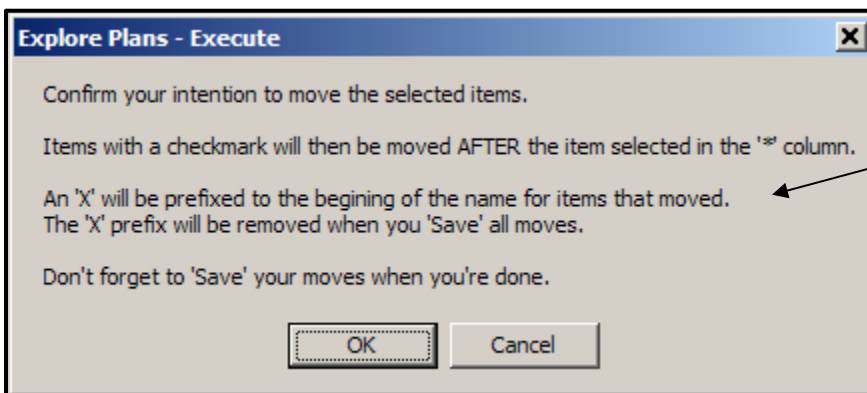 Explore Plans - Execute
Confirm your intention to move the selected items.
Items with a checkmark will then be moved AFTER the item selected in the '*' column.
An 'X' will be prefixed to the begining of the name for items that moved.
The 'X' prefix will be removed when you 'Save' all moves.
Don't forget to 'Save' your moves when you're done.
OK
Cancel